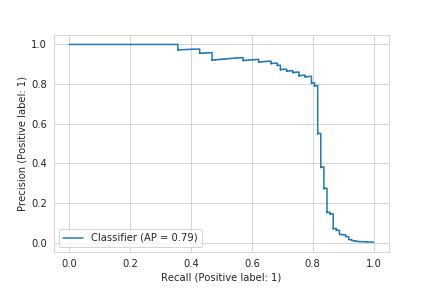 1.0
0.8
0.6
0.4
0.2
0.0
Precision (Positive label: 1)
Classifier (AP = 0.79)
0.0 0.2 0.4 0.6 0.8 1.0
Recall (Positive label: 1)